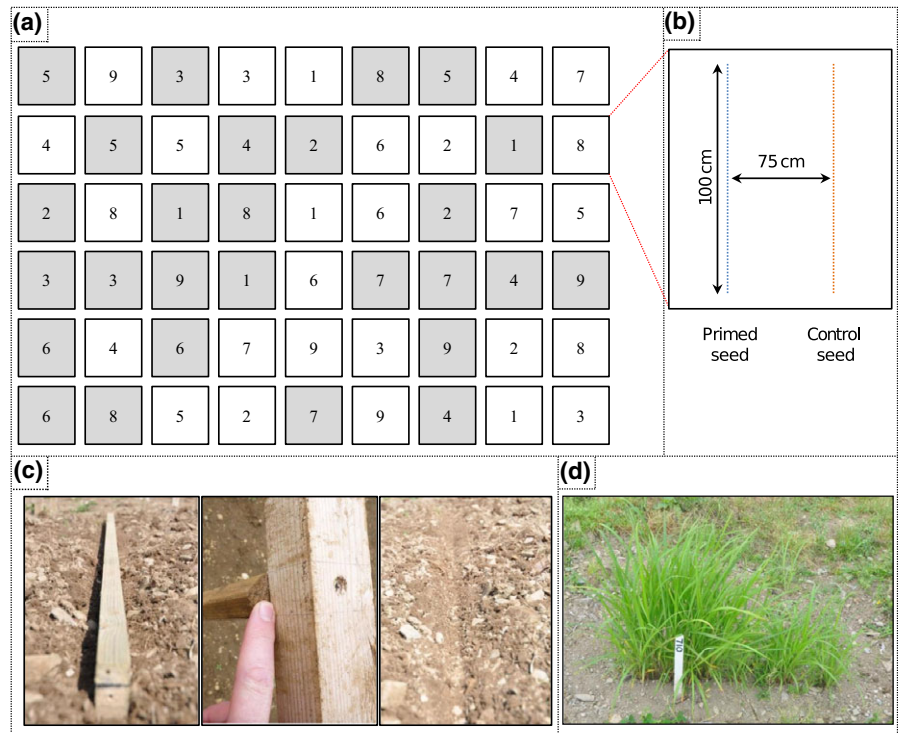 (a)
5 9 3 3 1 8 5 4 7
4 5 5 4 2 6 2 1 8
2 8 1 8 1 6 2 7 5
3 3 9 1 6 7 7 4 9
6 4 6 7 9 3 9 2 8
6 8 5 2 7 9 4 1 3
(b)
100 cm
75 cm
Primed
seed
Control
seed
(c)
(d)
710